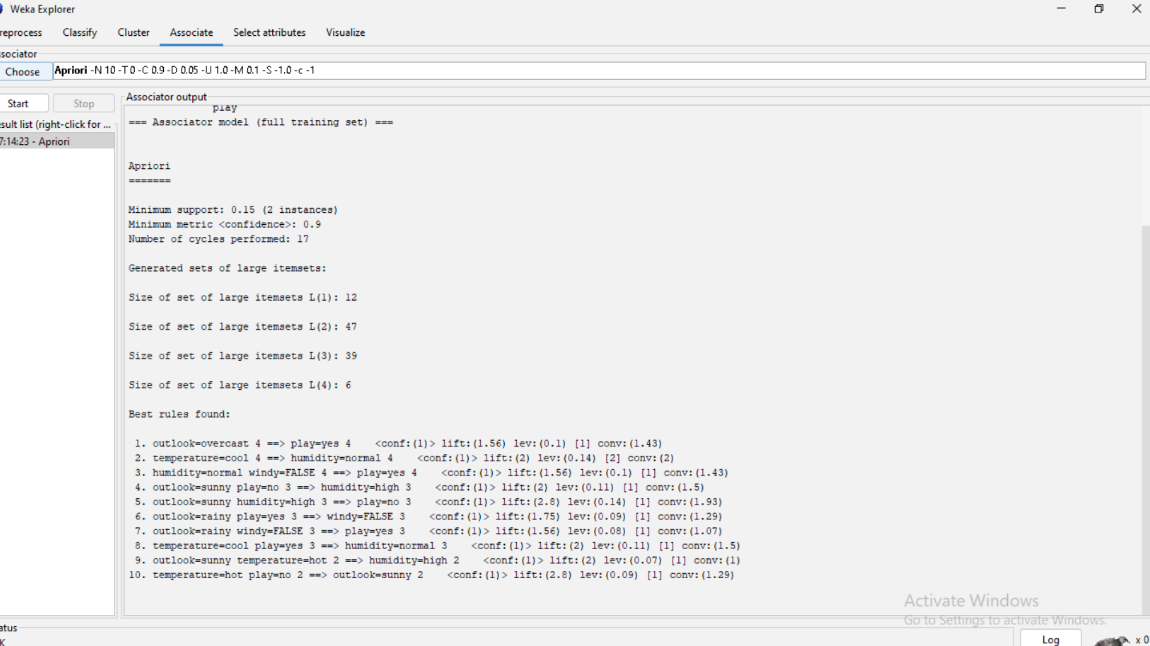 Weka Explorer
reprocess Classify Cluster Associate Select attributes Visualize
ssociator
Choose Apriori -N 10 -T 0 -C 0.9 -D 0.05 -U 1.0 -M 0.1 -S -1.0 -c -1
Start Stop
Associator output
sult list (right-click for ...
7:14:23 - Apriori
play
=== Associator model (full training set) ===
Apriori
=======
Minimum support: 0.15 (2 instances)
Minimum metric <confidence>: 0.9
Number of cycles performed: 17
Generated sets of large itemsets:
Size of set of large itemsets L(1): 12
Size of set of large itemsets L(2): 47
Size of set of large itemsets L(3): 39
Size of set of large itemsets L(4): 6
Best rules found:
1. outlook=overcast 4 ==> play=yes 4 <conf:(1)> lift:(1.56) lev:(0.1) [1] conv:(1.43)
2. temperature=cool 4 ==> humidity=normal 4 <conf:(1)> lift:(2) lev:(0.14) [2] conv:(2)
3. humidity=normal windy=FALSE 4 ==> play=yes 4 <conf:(1)> lift:(1.56) lev:(0.1) [1] conv:(1.43)
4. outlook=sunny play=no 3 ==> humidity=high 3 <conf:(1)> lift:(2) lev:(0.11) [1] conv:(1.5)
5. outlook=sunny humidity=high 3 ==> play=no 3 <conf:(1)> lift:(2.8) lev:(0.14) [1] conv:(1.93)
6. outlook=rainy play=yes 3 ==> windy=FALSE 3 <conf:(1)> lift:(1.75) lev:(0.09) [1] conv:(1.29)
7. outlook=rainy windy=FALSE 3 ==> play=yes 3 <conf:(1)> lift:(1.56) lev:(0.08) [1] conv:(1.07)
8. temperature=cool play=yes 3 ==> humidity=normal 3 <conf:(1)> lift:(2) lev:(0.11) [1] conv:(1.5)
9. outlook=sunny temperature=hot 2 ==> humidity=high 2 <conf:(1)> lift:(2) lev:(0.07) [1] conv:(1)
10. temperature=hot play=no 2 ==> outlook=sunny 2 <conf:(1)> lift:(2.8) lev:(0.09) [1] conv:(1.29)
Activate Windows
Go to Settings to activate Windows.
atus
K
Log
x 0